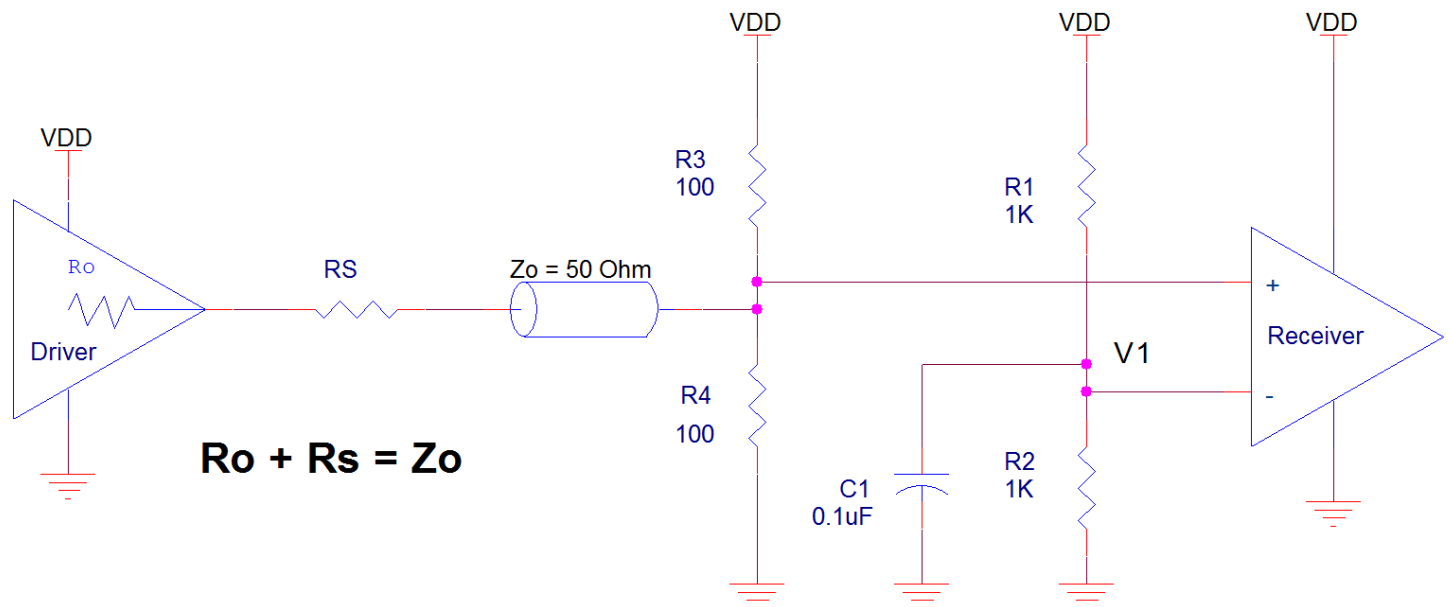 VDD
VDD
VDD
VDD
R3
100
R1
1K
Ro
RS
Zo = 50 Ohm
+
Driver
Receiver
V1
-
R4
100
Ro + Rs = Zo
R2
1K
C1
0.1uF